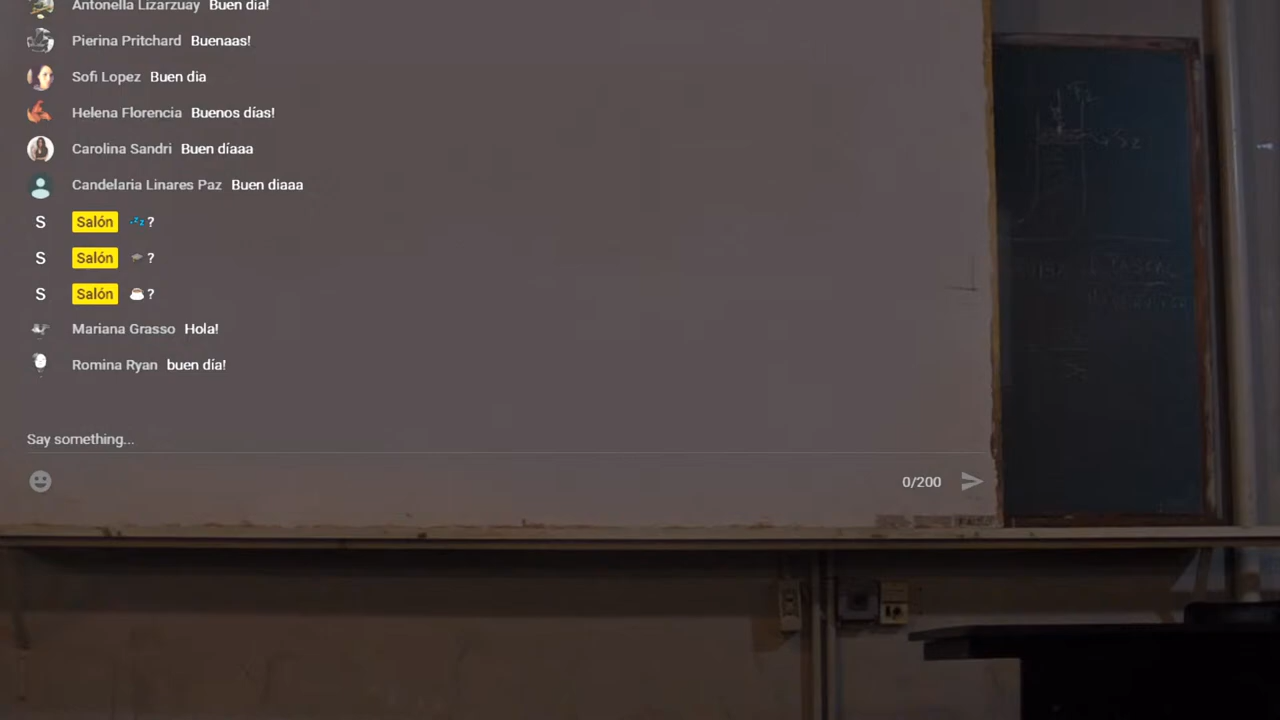 Antonella Lizarzuay Buen dia!
Pierina Pritchard Buenaas!
Sofi Lopez Buen dia
Helena Florencia Buenos días!
Carolina Sandri Buen díaaa
Candelaria Linares Paz Buen diaaa
S Salón 💤?
S Salón 🎓?
S Salón ☕?
Mariana Grasso Hola!
Romina Ryan buen día!
Say something...
0/200